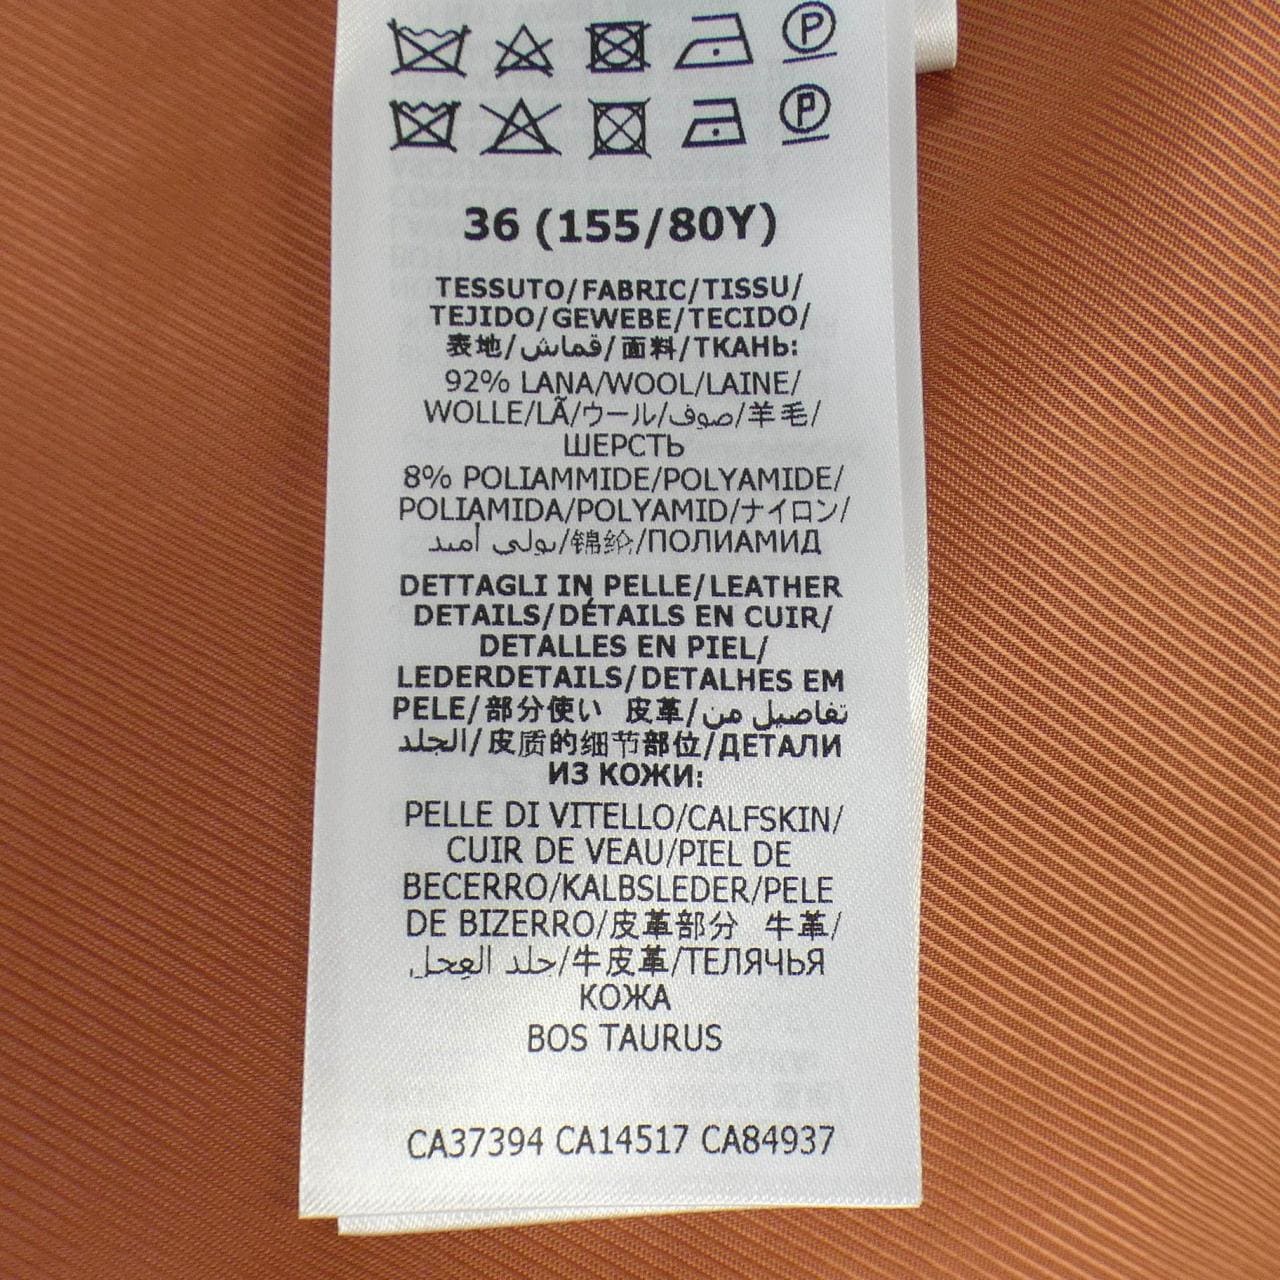 36 (155/80Y)
TESSUTO/FABRIC/TISSU/
TEJIDO/GEWEBE/TECIDO/
表地/قماش/面料/ТКАНЬ:
92% LANA/WOOL/LAINE/
WOLLE/LÃ/ウール/صوف/羊毛/
ШЕРСТЬ
8% POLIAMMIDE/POLYAMIDE/
POLIAMIDA/POLYAMID/ナイロン/
بولي أميد/锦纶/ПОЛИАМИД
DETTAGLI IN PELLE/LEATHER
DETAILS/DÉTAILS EN CUIR/
DETALLES EN PIEL/
LEDERDETAILS/DETALHES EM
PELE/部分使い 皮革/تفاصيل من
الجلد/皮质的细节部位/ДЕТАЛИ
ИЗ КОЖИ:
PELLE DI VITELLO/CALFSKIN/
CUIR DE VEAU/PIEL DE
BECERRO/KALBSLEDER/PELE
DE BIZERRO/皮革部分 牛革/
جلد العجل/牛皮革/ТЕЛЯЧЬЯ
КОЖА
BOS TAURUS
CA37394 CA14517 CA84937